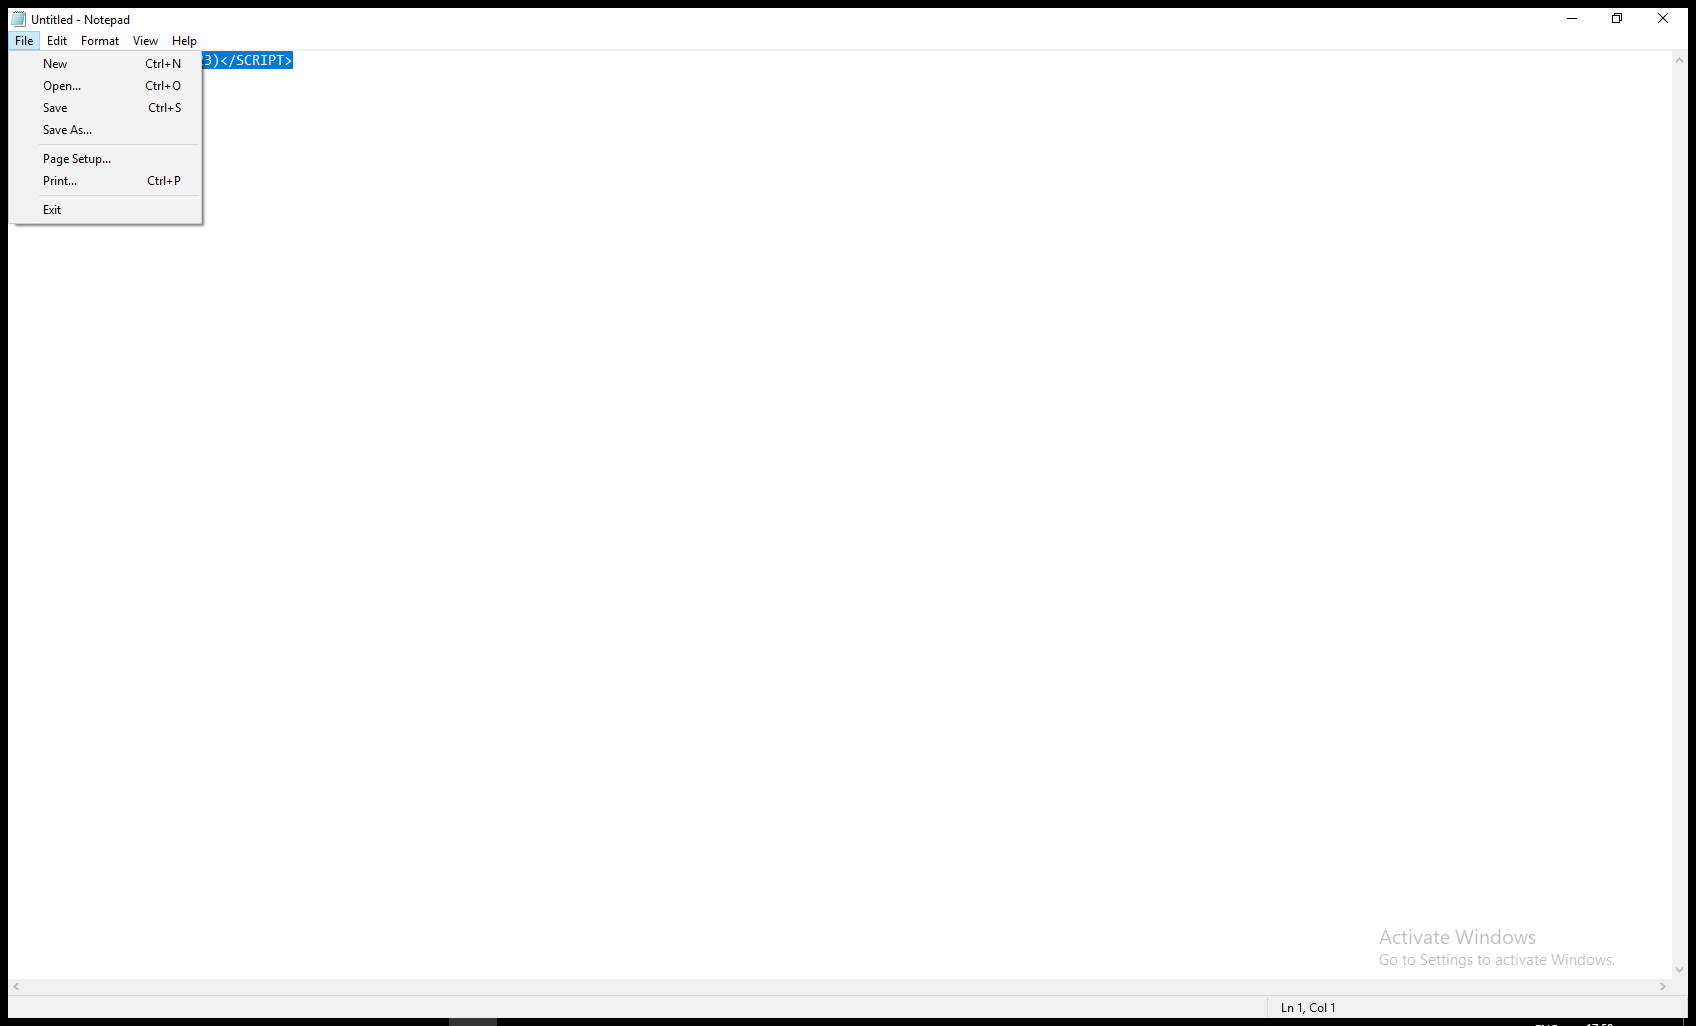 Untitled - Notepad
File Edit Format View Help
3)</SCRIPT>
New Ctrl+N
Open... Ctrl+O
Save Ctrl+S
Save As...
Page Setup...
Print... Ctrl+P
Exit
Activate Windows
Go to Settings to activate Windows.
Ln 1, Col 1